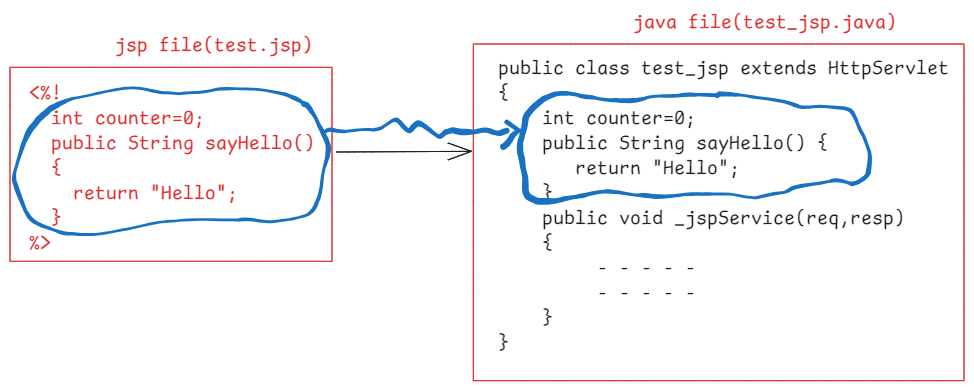 jsp file(test.jsp)
<%!
int counter=0;
public String sayHello()
{
return "Hello";
}
%>
java file(test_jsp.java)
public class test_jsp extends HttpServlet
{
int counter=0;
public String sayHello() {
return "Hello";
}
public void _jspService(req,resp)
{
- - - - -
- - - - -
}
}